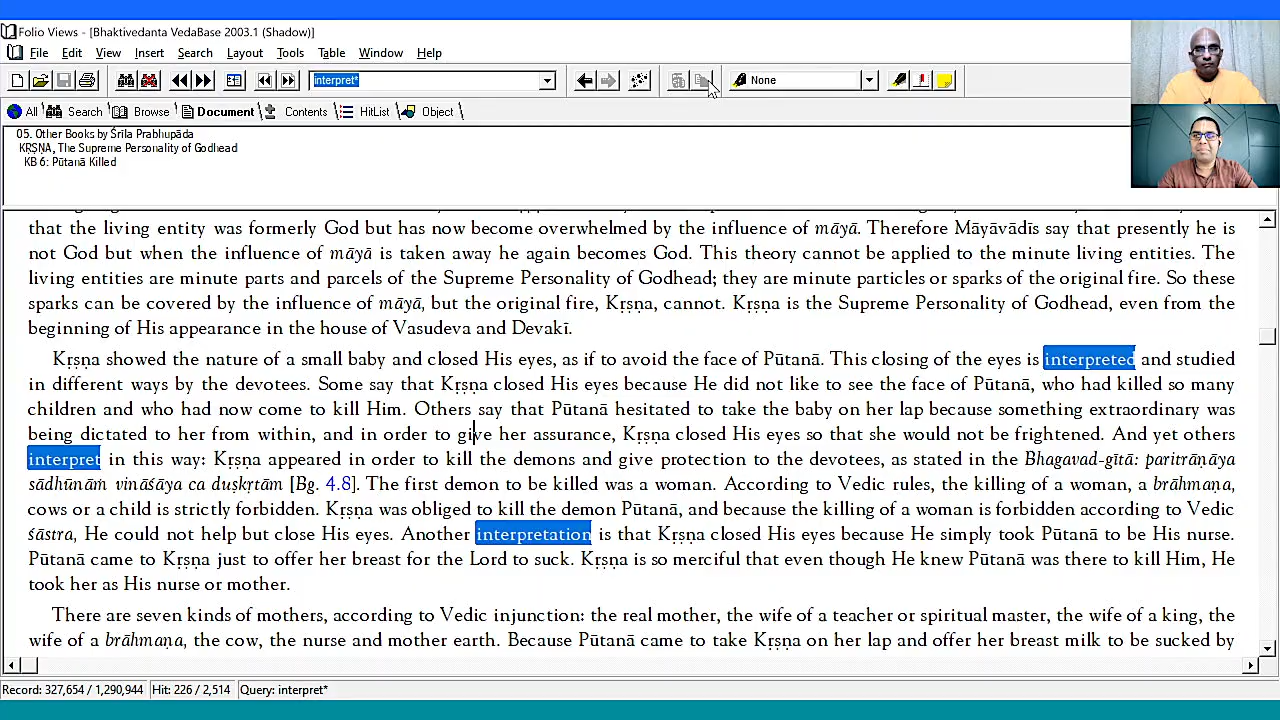 Folio Views - [Bhaktivedanta VedaBase 2003.1 (Shadow)]
File Edit View Insert Search Layout Tools Table Window Help
interpret* None
All Search Browse Document Contents HitList Object
05. Other Books by Śrīla Prabhupāda
KṚṢṆA, The Supreme Personality of Godhead
KB 6: Pūtanā Killed
that the living entity was formerly God but has now become overwhelmed by the influence of māyā. Therefore Māyāvādīs say that presently he is
not God but when the influence of māyā is taken away he again becomes God. This theory cannot be applied to the minute living entities. The
living entities are minute parts and parcels of the Supreme Personality of Godhead; they are minute particles or sparks of the original fire. So these
sparks can be covered by the influence of māyā, but the original fire, Kṛṣṇa, cannot. Kṛṣṇa is the Supreme Personality of Godhead, even from the
beginning of His appearance in the house of Vasudeva and Devakī.
Kṛṣṇa showed the nature of a small baby and closed His eyes, as if to avoid the face of Pūtanā. This closing of the eyes is interpreted and studied
in different ways by the devotees. Some say that Kṛṣṇa closed His eyes because He did not like to see the face of Pūtanā, who had killed so many
children and who had now come to kill Him. Others say that Pūtanā hesitated to take the baby on her lap because something extraordinary was
being dictated to her from within, and in order to give her assurance, Kṛṣṇa closed His eyes so that she would not be frightened. And yet others
interpret in this way: Kṛṣṇa appeared in order to kill the demons and give protection to the devotees, as stated in the Bhagavad-gītā: paritrāṇāya
sādhūnāṁ vināśāya ca duṣkṛtām [Bg. 4.8]. The first demon to be killed was a woman. According to Vedic rules, the killing of a woman, a brāhmaṇa,
cows or a child is strictly forbidden. Kṛṣṇa was obliged to kill the demon Pūtanā, and because the killing of a woman is forbidden according to Vedic
śāstra, He could not help but close His eyes. Another interpretation is that Kṛṣṇa closed His eyes because He simply took Pūtanā to be His nurse.
Pūtanā came to Kṛṣṇa just to offer her breast for the Lord to suck. Kṛṣṇa is so merciful that even though He knew Pūtanā was there to kill Him, He
took her as His nurse or mother.
There are seven kinds of mothers, according to Vedic injunction: the real mother, the wife of a teacher or spiritual master, the wife of a king, the
wife of a brāhmaṇa, the cow, the nurse and mother earth. Because Pūtanā came to take Kṛṣṇa on her lap and offer her breast milk to be sucked by
Record: 327,654 / 1,290,944 Hit: 226 / 2,514 Query: interpret*